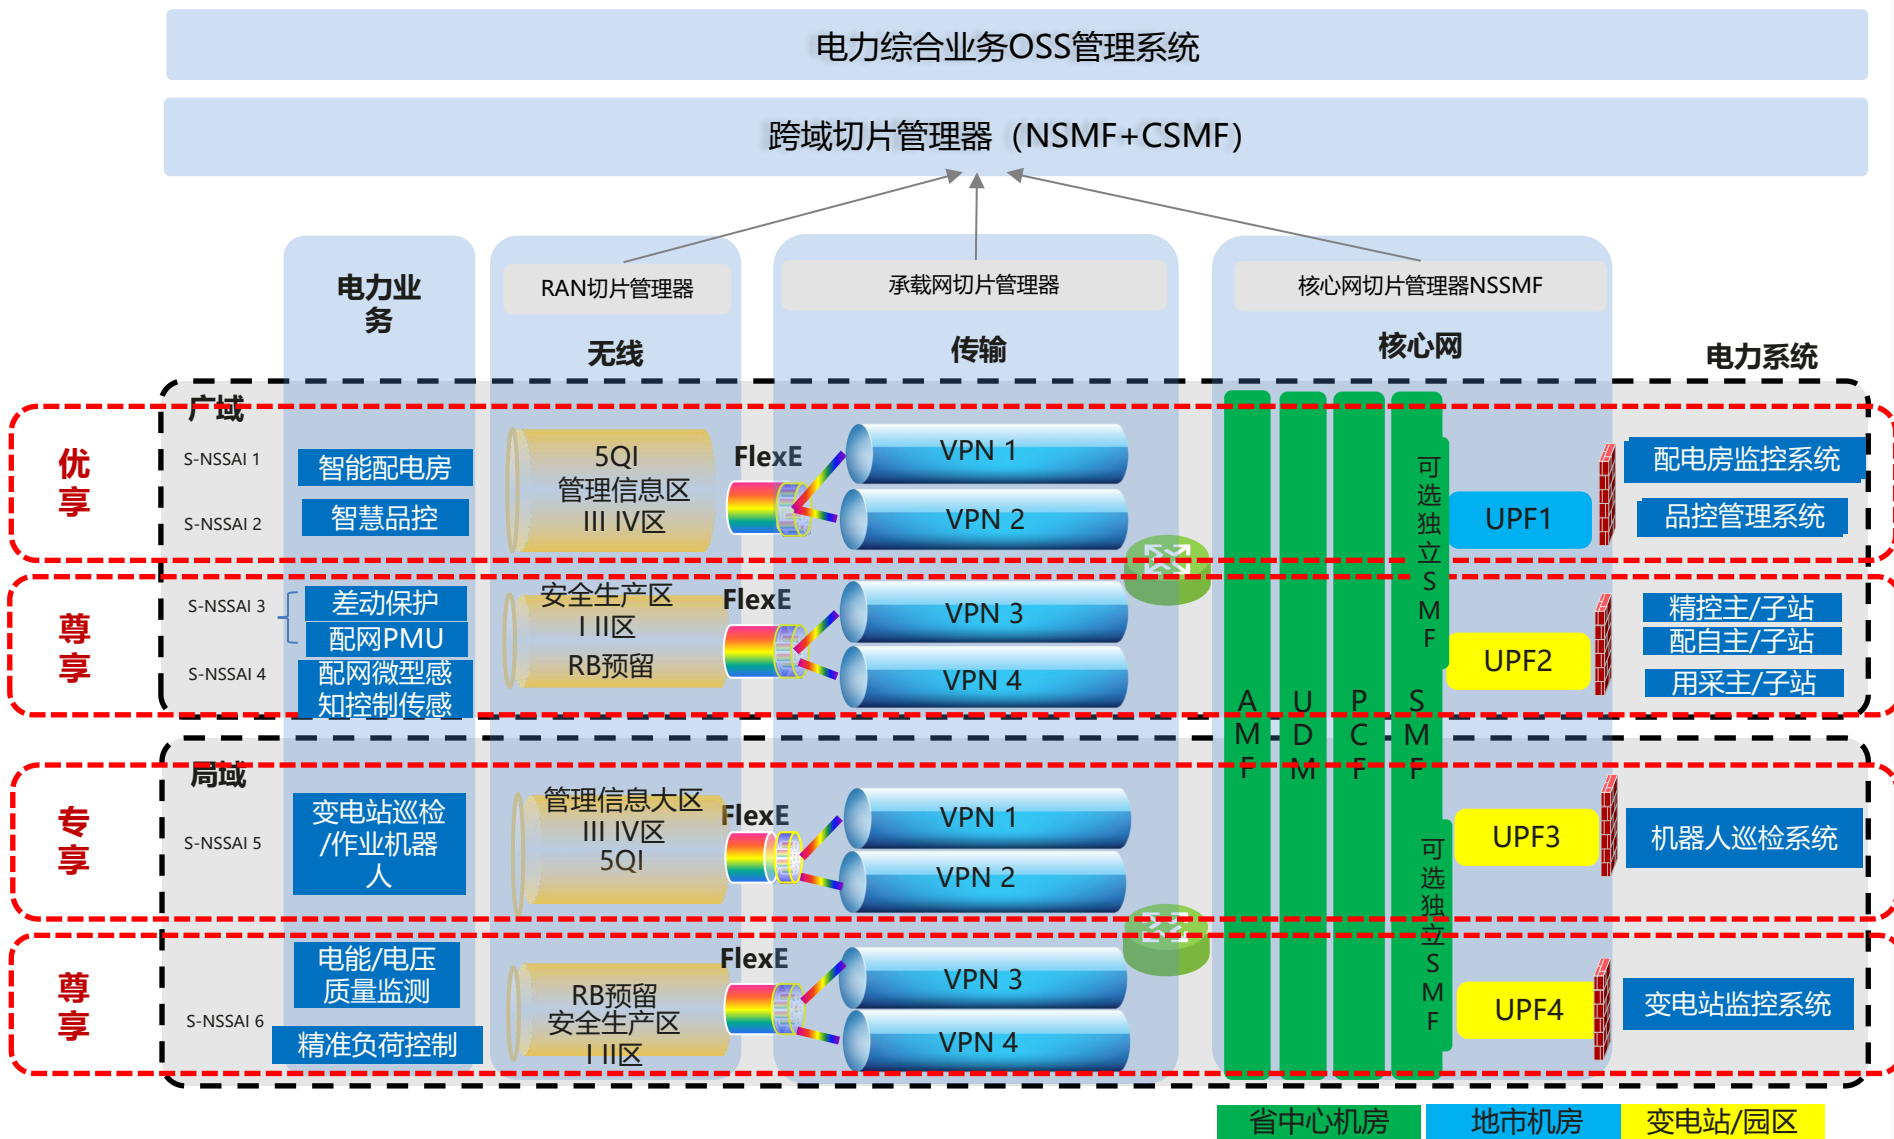 电力综合业务OSS管理系统
跨域切片管理器（NSMF+CSMF）
电力业
务
RAN切片管理器
无线
承载网切片管理器
传输
核心网切片管理器NSSMF
核心网
电力系统
广域
优
享
S-NSSAI 1
智能配电房
S-NSSAI 2
智慧品控
5QI
管理信息区
III IV区
FlexE
VPN 1
VPN 2
可
选
独
立
S
M
F
UPF1
配电房监控系统
品控管理系统
尊
享
S-NSSAI 3
差动保护
配网PMU
S-NSSAI 4
配网微型感
知控制传感
安全生产区
I II区
RB预留
FlexE
VPN 3
VPN 4
UPF2
精控主/子站
配自主/子站
用采主/子站
A
M
F
U
D
M
P
C
F
S
M
F
局域
专
享
S-NSSAI 5
变电站巡检
/作业机器
人
管理信息大区
III IV区
5QI
FlexE
VPN 1
VPN 2
可
选
独
立
S
M
F
UPF3
机器人巡检系统
尊
享
S-NSSAI 6
电能/电压
质量监测
精准负荷控制
RB预留
安全生产区
I II区
FlexE
VPN 3
VPN 4
UPF4
变电站监控系统
省中心机房
地市机房
变电站/园区